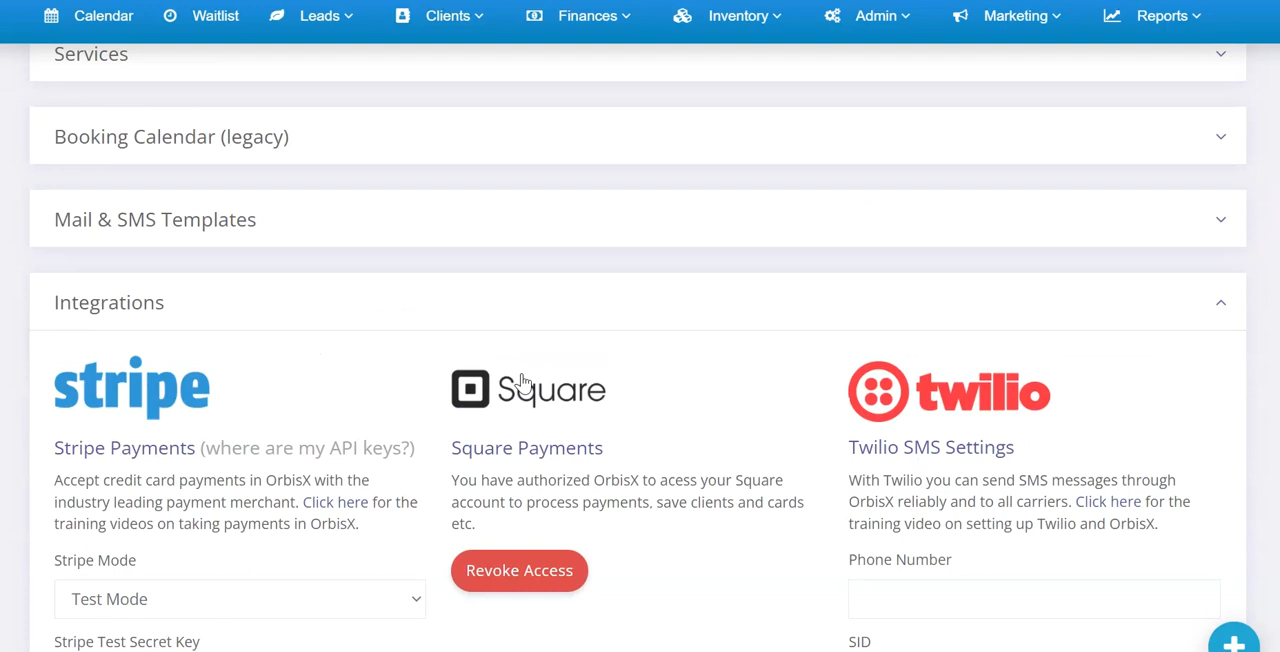 Calendar Waitlist Leads Clients Finances Inventory Admin Marketing Reports
Services
Booking Calendar (legacy)
Mail & SMS Templates
Integrations
stripe
Square
twilio
Stripe Payments (where are my API keys?)
Accept credit card payments in OrbisX with the
industry leading payment merchant. Click here for the
training videos on taking payments in OrbisX.
Stripe Mode
Test Mode
Stripe Test Secret Key
Square Payments
You have authorized OrbisX to acess your Square
account to process payments, save clients and cards
etc.
Revoke Access
Twilio SMS Settings
With Twilio you can send SMS messages through
OrbisX reliably and to all carriers. Click here for the
training video on setting up Twilio and OrbisX.
Phone Number
SID